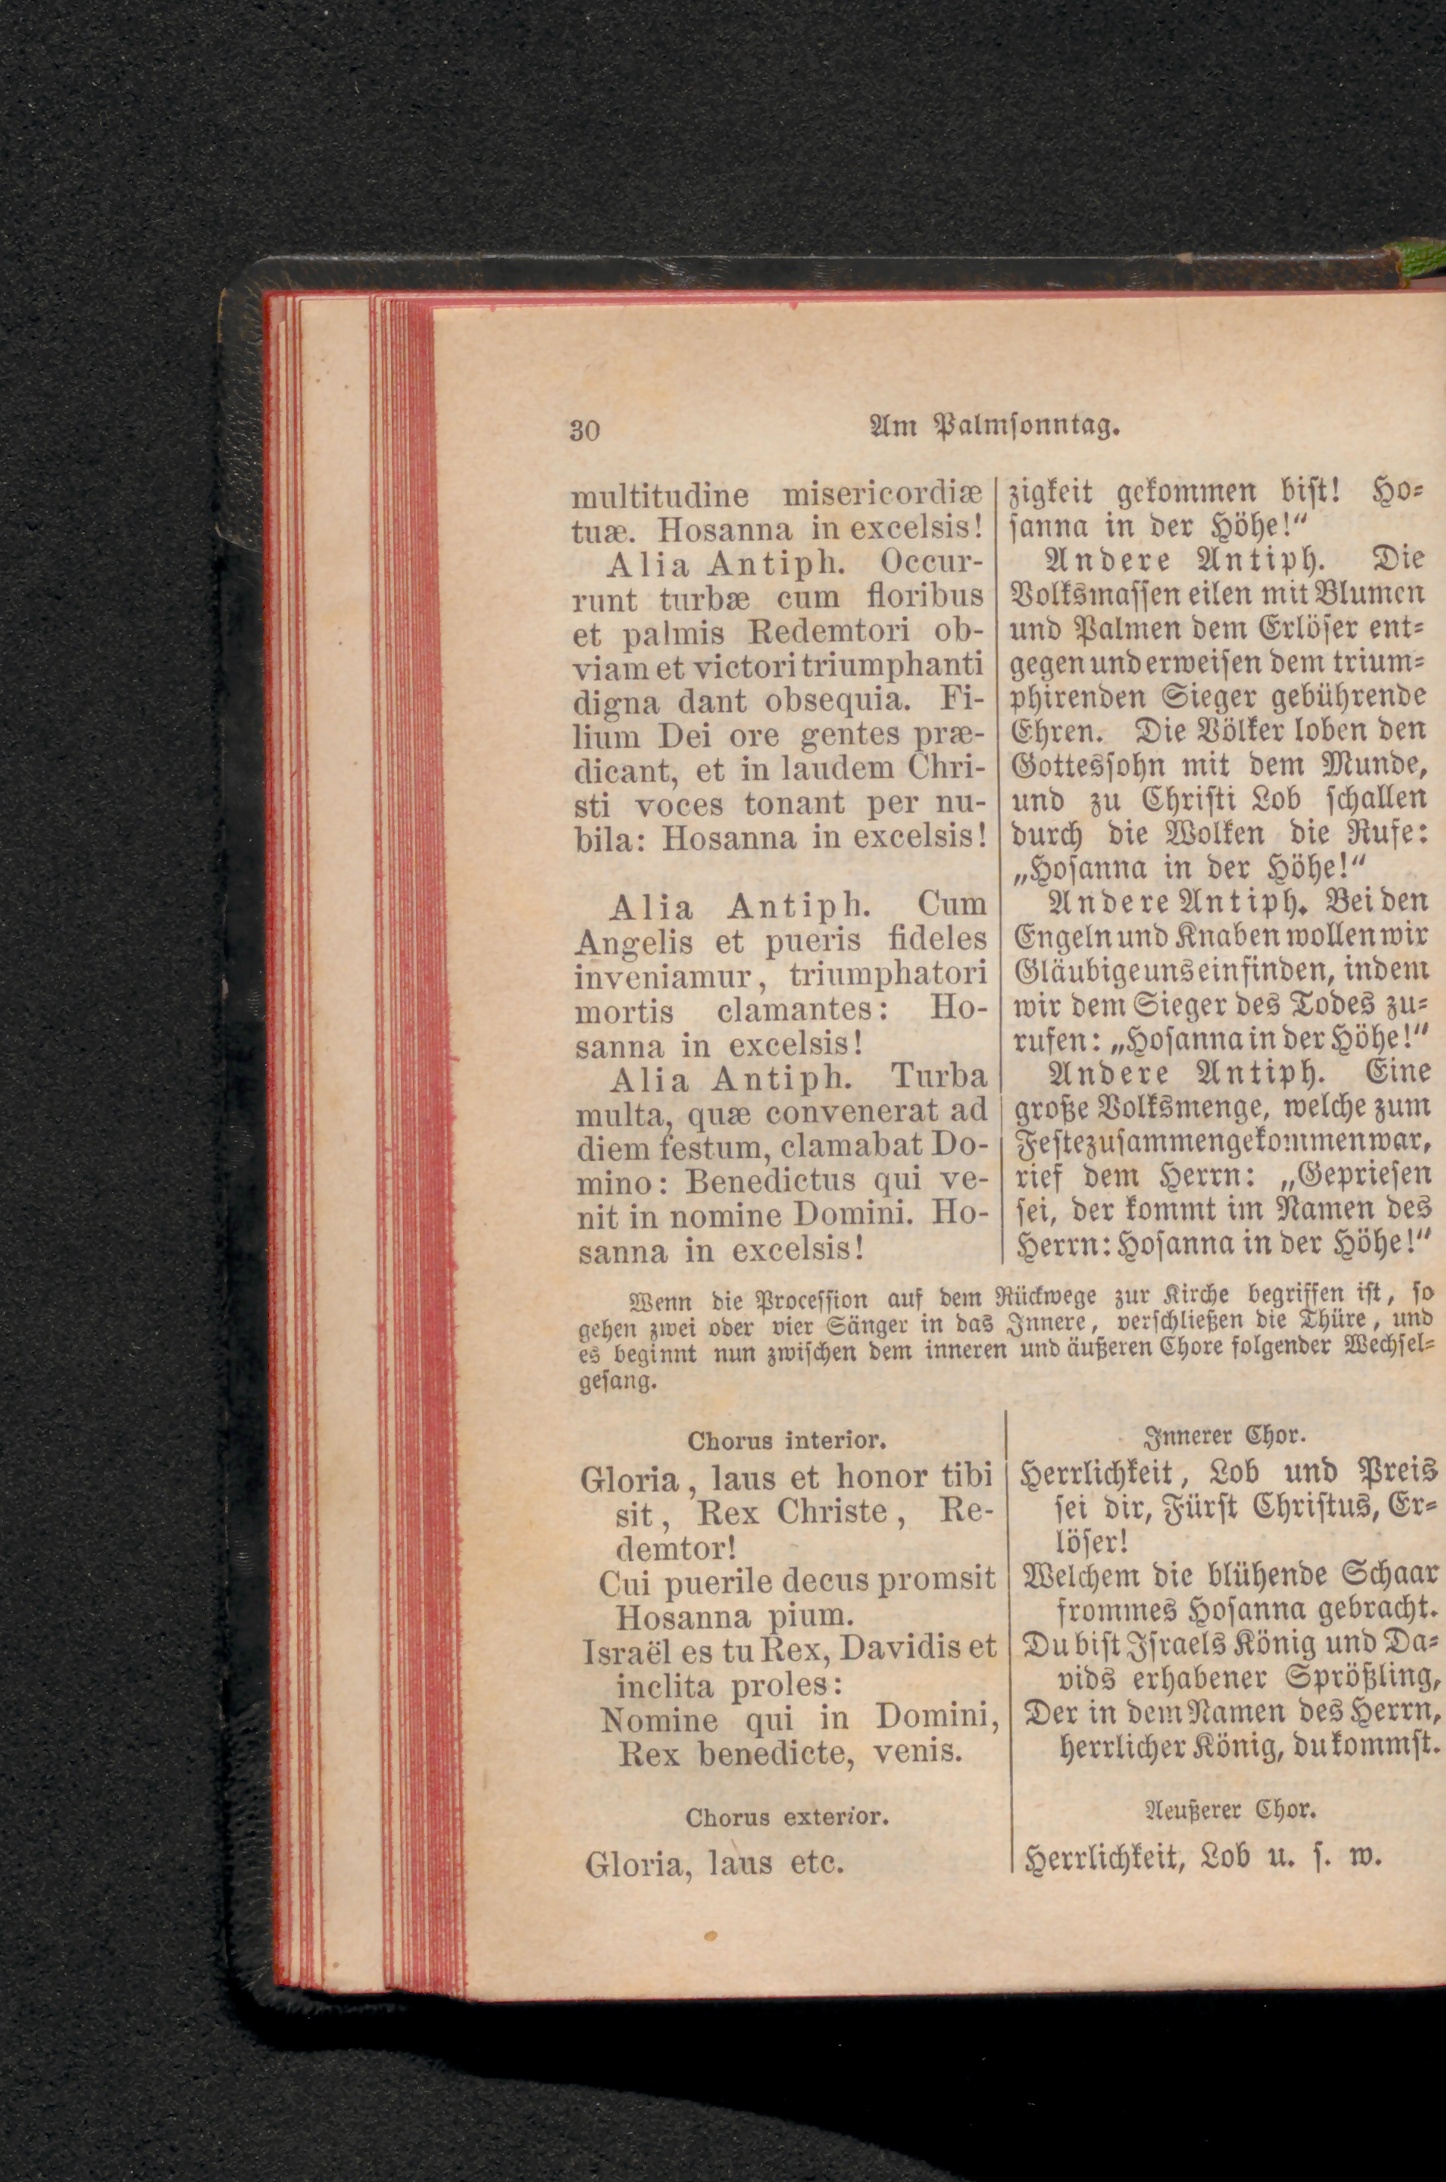 30 Am Palmsonntag.
multitudine misericordiæ
tuæ. Hosanna in excelsis!
Alia Antiph. Occur-
runt turbæ cum floribus
et palmis Redemtori ob-
viam et victori triumphanti
digna dant obsequia. Fi-
lium Dei ore gentes præ-
dicant, et in laudem Chri-
sti voces tonant per nu-
bila: Hosanna in excelsis!
Alia Antiph. Cum
Angelis et pueris fideles
inveniamur, triumphatori
mortis clamantes: Ho-
sanna in excelsis!
Alia Antiph. Turba
multa, quæ convenerat ad
diem festum, clamabat Do-
mino: Benedictus qui ve-
nit in nomine Domini. Ho-
sanna in excelsis!
zigkeit gekommen bist! Ho-
sanna in der Höhe!“
Andere Antiph. Die
Volksmassen eilen mit Blumen
und Palmen dem Erlöser ent-
gegen und erweisen dem trium-
phirenden Sieger gebührende
Ehren. Die Völker loben den
Gottessohn mit dem Munde,
und zu Christi Lob schallen
durch die Wolken die Rufe:
„Hosanna in der Höhe!“
Andere Antiph. Bei den
Engeln und Knaben wollen wir
Gläubige uns einfinden, indem
wir dem Sieger des Todes zu-
rufen: „Hosanna in der Höhe!“
Andere Antiph. Eine
große Volksmenge, welche zum
Feste zusammengekommen war,
rief dem Herrn: „Gepriesen
sei, der kommt im Namen des
Herrn: Hosanna in der Höhe!“
Wenn die Procession auf dem Rückwege zur Kirche begriffen ist, so
gehen zwei oder vier Sänger in das Innere, verschließen die Thüre, und
es beginnt nun zwischen dem inneren und äußeren Chore folgender Wechsel-
gesang.
Chorus interior.
Gloria, laus et honor tibi
sit, Rex Christe, Re-
demtor!
Cui puerile decus promsit
Hosanna pium.
Israël es tu Rex, Davidis et
inclita proles:
Nomine qui in Domini,
Rex benedicte, venis.
Chorus exterior.
Gloria, laus etc.
Innerer Chor.
Herrlichkeit, Lob und Preis
sei dir, Fürst Christus, Er-
löser!
Welchem die blühende Schaar
frommes Hosanna gebracht.
Du bist Israels König und Da-
vids erhabener Sprößling,
Der in dem Namen des Herrn,
herrlicher König, du kommst.
Aeußerer Chor.
Herrlichkeit, Lob u. s. w.